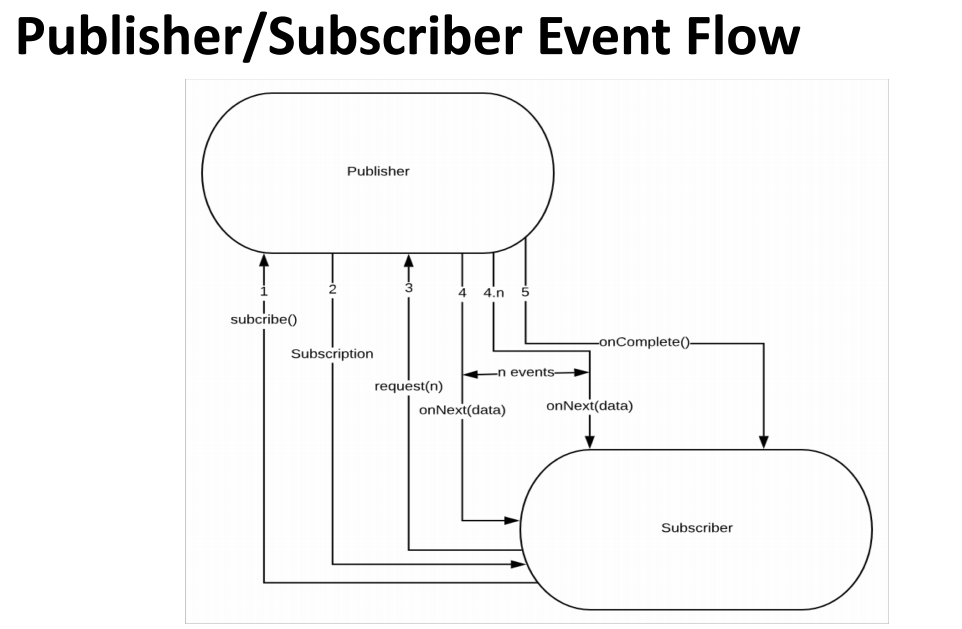 Publisher/Subscriber Event Flow
Publisher
1
2
3
4
4.n
5
subcribe()
Subscription
request(n)
onNext(data)
n events
onNext(data)
onComplete()
Subscriber